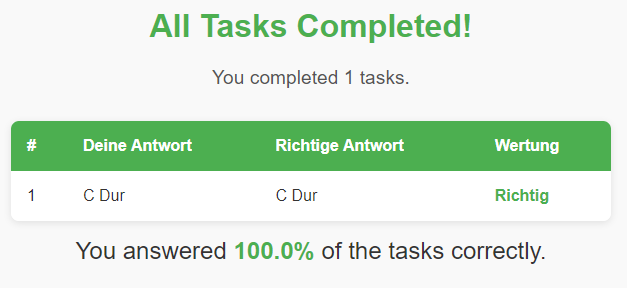 All Tasks Completed!
You completed 1 tasks.
# Deine Antwort Richtige Antwort Wertung
1 C Dur C Dur Richtig
You answered 100.0% of the tasks correctly.